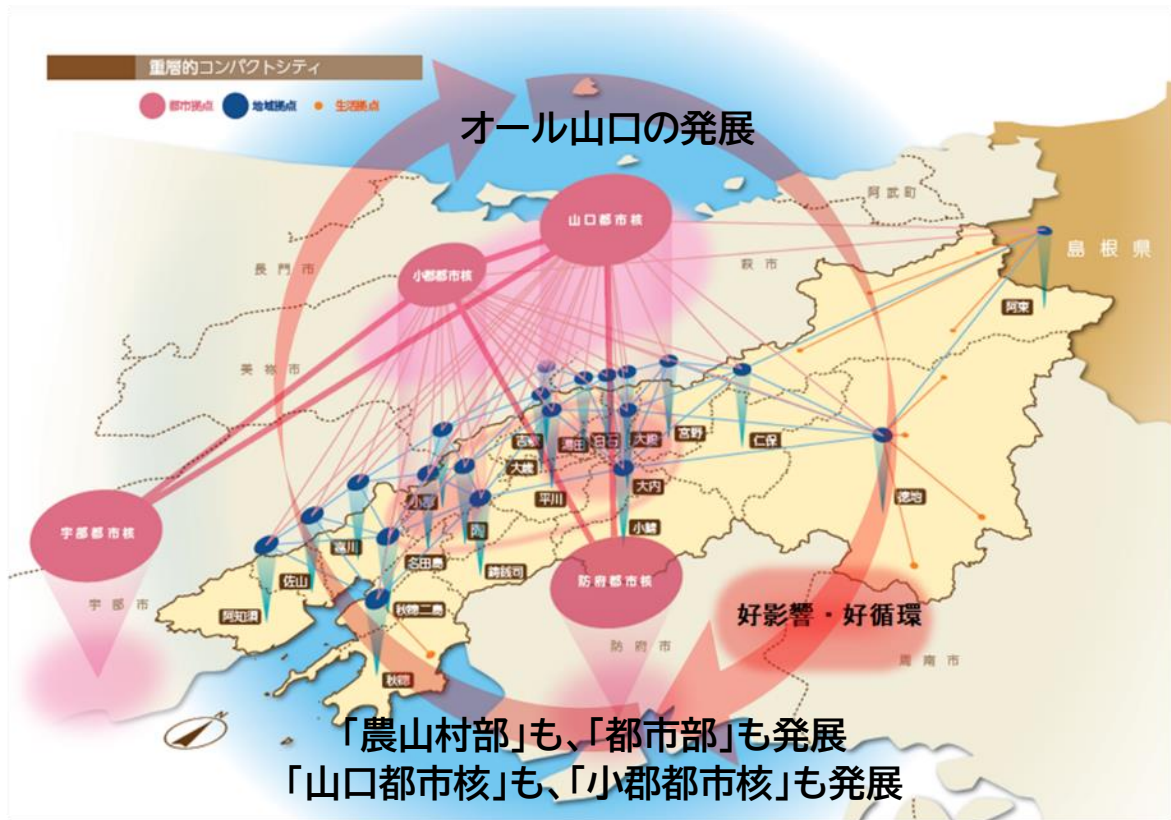 重層的コンパクトシティ
都市拠点 地域拠点 生活拠点
オール山口の発展
山口都市核
阿武町
小郡都市核
島根県
長門市
萩市
阿東
美祢市
吉敷
湯田
白石
大殿
宮野
仁保
大歳
平川
大内
徳地
小郡
陶
小鯖
宇部都市核
嘉川
名田島
鋳銭司
防府都市核
佐山
宇部市
阿知須
秋穂二島
好影響・好循環
防府市
周南市
秋穂
「農山村部」も、「都市部」も発展
「山口都市核」も、「小郡都市核」も発展